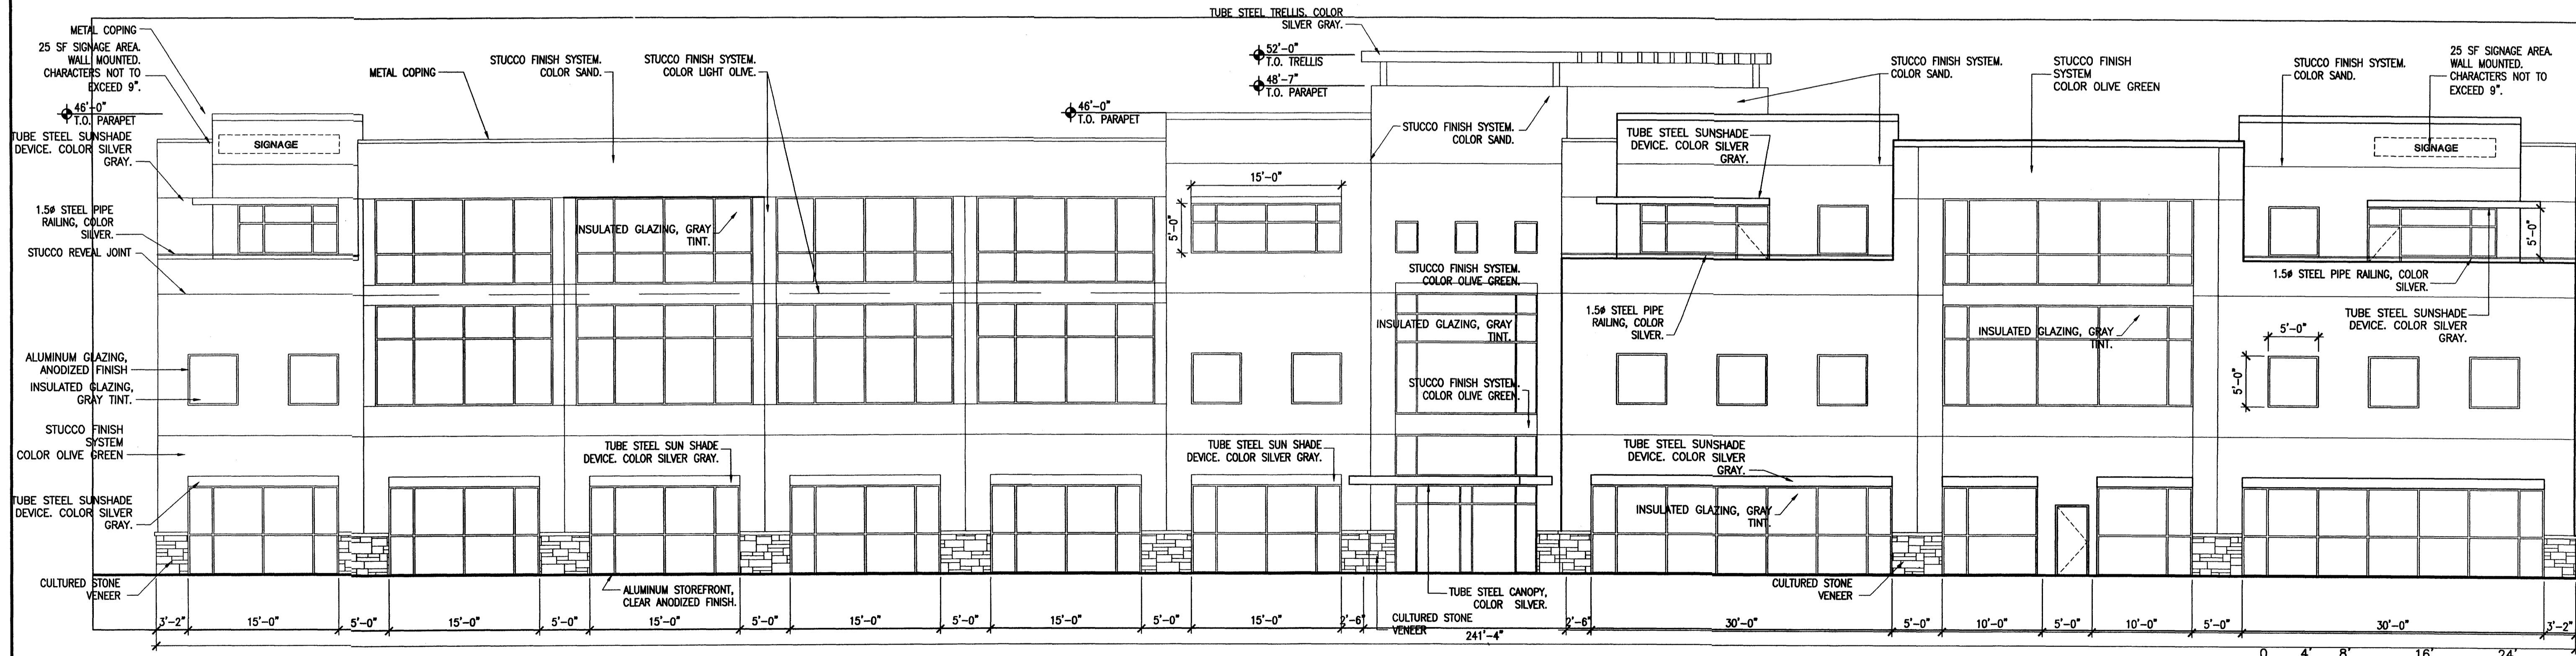 METAL COPING
25 SF SIGNAGE AREA.
WALL MOUNTED.
CHARACTERS NOT TO
EXCEED 9".
46'-0"
T.O. PARAPET
TUBE STEEL SUNSHADE
DEVICE. COLOR SILVER
GRAY.
1.5ø STEEL PIPE
RAILING, COLOR
SILVER.
STUCCO REVEAL JOINT
ALUMINUM GLAZING,
ANODIZED FINISH
INSULATED GLAZING,
GRAY TINT.
STUCCO FINISH
SYSTEM
COLOR OLIVE GREEN
TUBE STEEL SUNSHADE
DEVICE. COLOR SILVER
GRAY.
CULTURED STONE
VENEER
SIGNAGE
METAL COPING
STUCCO FINISH SYSTEM.
COLOR SAND.
STUCCO FINISH SYSTEM.
COLOR LIGHT OLIVE.
INSULATED GLAZING, GRAY
TINT.
TUBE STEEL SUN SHADE
DEVICE. COLOR SILVER GRAY.
ALUMINUM STOREFRONT,
CLEAR ANODIZED FINISH.
46'-0"
T.O. PARAPET
TUBE STEEL TRELLIS. COLOR
SILVER GRAY.
52'-0"
T.O. TRELLIS
48'-7"
T.O. PARAPET
15'-0"
5'-0"
STUCCO FINISH SYSTEM.
COLOR SAND.
STUCCO FINISH SYSTEM.
COLOR OLIVE GREEN.
INSULATED GLAZING, GRAY
TINT.
STUCCO FINISH SYSTEM.
COLOR OLIVE GREEN.
TUBE STEEL SUN SHADE
DEVICE. COLOR SILVER GRAY.
TUBE STEEL CANOPY,
COLOR SILVER.
CULTURED STONE
VENEER
TUBE STEEL SUNSHADE
DEVICE. COLOR SILVER
GRAY.
1.5ø STEEL PIPE
RAILING, COLOR
SILVER.
TUBE STEEL SUNSHADE
DEVICE. COLOR SILVER
GRAY.
INSULATED GLAZING, GRAY
TINT.
CULTURED STONE
VENEER
STUCCO FINISH SYSTEM.
COLOR SAND.
STUCCO FINISH
SYSTEM
COLOR OLIVE GREEN
INSULATED GLAZING, GRAY
TINT.
STUCCO FINISH SYSTEM.
COLOR SAND.
25 SF SIGNAGE AREA.
WALL MOUNTED.
CHARACTERS NOT TO
EXCEED 9".
SIGNAGE
5'-0"
1.5ø STEEL PIPE RAILING, COLOR
SILVER.
TUBE STEEL SUNSHADE
DEVICE. COLOR SILVER
GRAY.
5'-0"
5'-0"
3'-2" 15'-0" 5'-0" 15'-0" 5'-0" 15'-0" 5'-0" 15'-0" 5'-0" 15'-0" 5'-0" 15'-0" 2'-6" 2'-6" 30'-0" 5'-0" 10'-0" 5'-0" 10'-0" 5'-0" 30'-0" 3'-2"
241'-4"
0 4' 8' 16' 24'